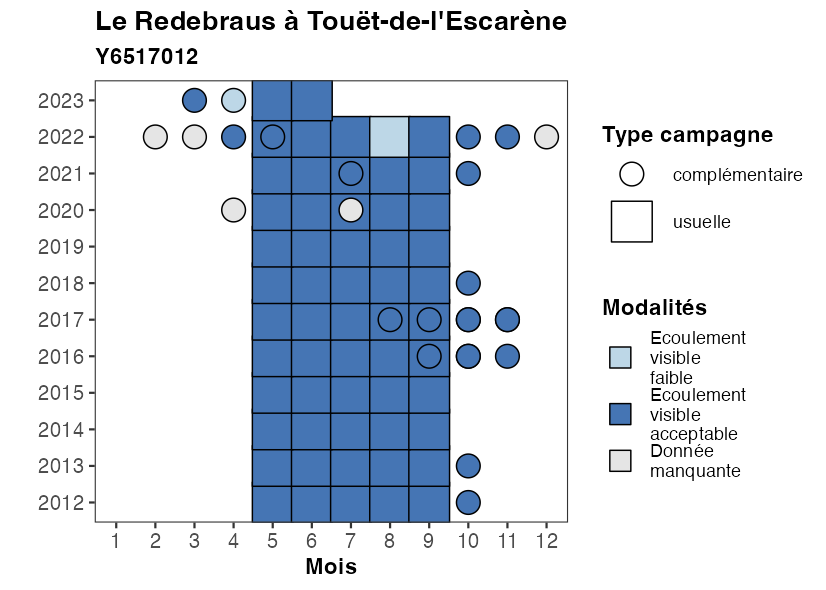 Le Redebraus à Touët-de-l'Escarène
Y6517012
2023
2022
2021
2020
2019
2018
2017
2016
2015
2014
2013
2012
1 2 3 4 5 6 7 8 9 10 11 12
Mois
Type campagne
complémentaire
usuelle
Modalités
Ecoulement
visible
faible
Ecoulement
visible
acceptable
Donnée
manquante